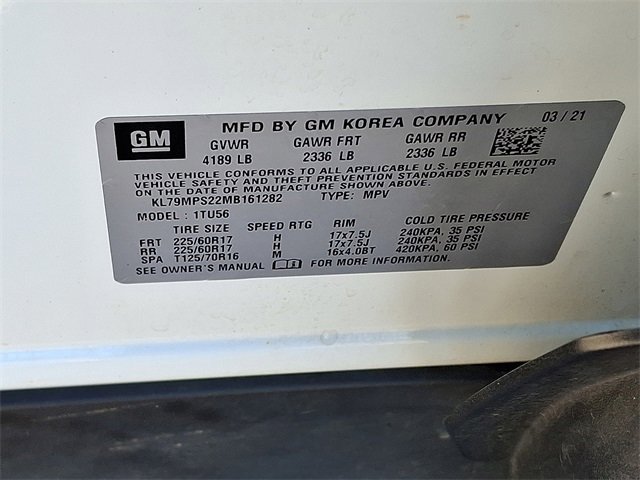 GM
MFD BY GM KOREA COMPANY 03 / 21
GVWR GAWR FRT GAWR RR
4189 LB 2336 LB 2336 LB
THIS VEHICLE CONFORMS TO ALL APPLICABLE U.S. FEDERAL MOTOR
VEHICLE SAFETY AND THEFT PREVENTION STANDARDS IN EFFECT ON THE
DATE OF MANUFACTURE SHOWN ABOVE.
KL79MPS22MB161282 TYPE: MPV
MODEL : 1TU56
TIRE SIZE SPEED RTG RIM COLD TIRE PRESSURE
FRT 225/60R17 H 17x7.5J 240KPA, 35 PSI
RR 225/60R17 H 17x7.5J 240KPA, 35 PSI
SPA T125/70R16 M 16x4.0BT 420KPA, 60 PSI
SEE OWNER'S MANUAL FOR MORE INFORMATION.